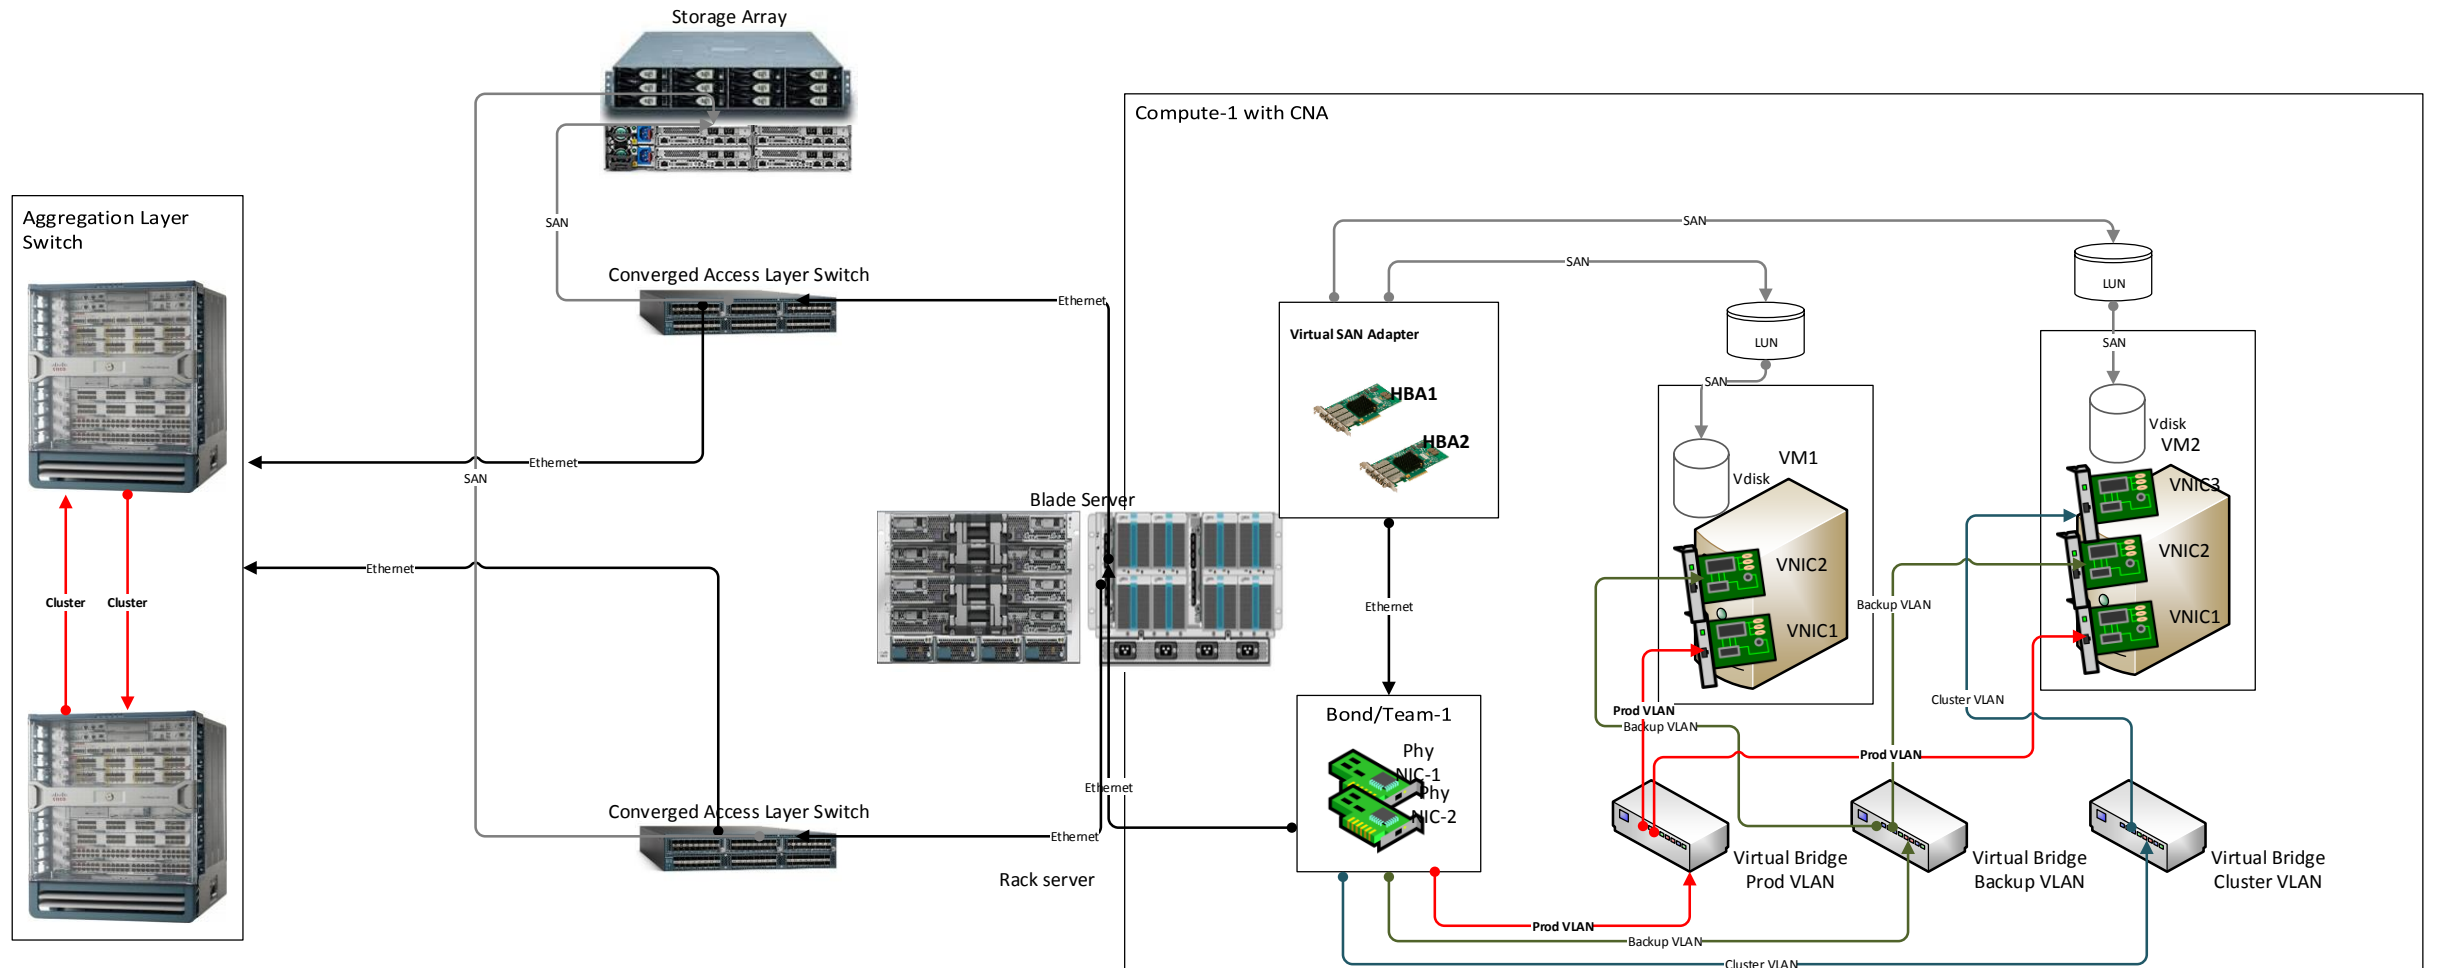 Storage Array
Compute-1 with CNA
Aggregation Layer
Switch
SAN
SAN
SAN
Converged Access Layer Switch
Ethernet
LUN
LUN
Virtual SAN Adapter
SAN
SAN
HBA1
HBA2
Vdisk
VM2
VM1
Vdisk
Ethernet
SAN
Blade Server
VNIC3
VNIC2
VNIC2
VNIC1
VNIC1
Ethernet
Cluster
Cluster
Ethernet
Backup VLAN
Cluster VLAN
Prod VLAN
Backup VLAN
Prod VLAN
Bond/Team-1
Phy
NIC-1
Phy
NIC-2
Ethernet
Converged Access Layer Switch
Ethernet
Rack server
Virtual Bridge
Prod VLAN
Virtual Bridge
Backup VLAN
Virtual Bridge
Cluster VLAN
Prod VLAN
Backup VLAN
Cluster VLAN